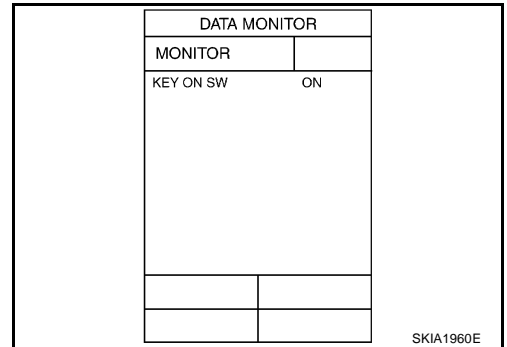 DATA MONITOR
MONITOR
KEY ON SW ON
SKIA1960E